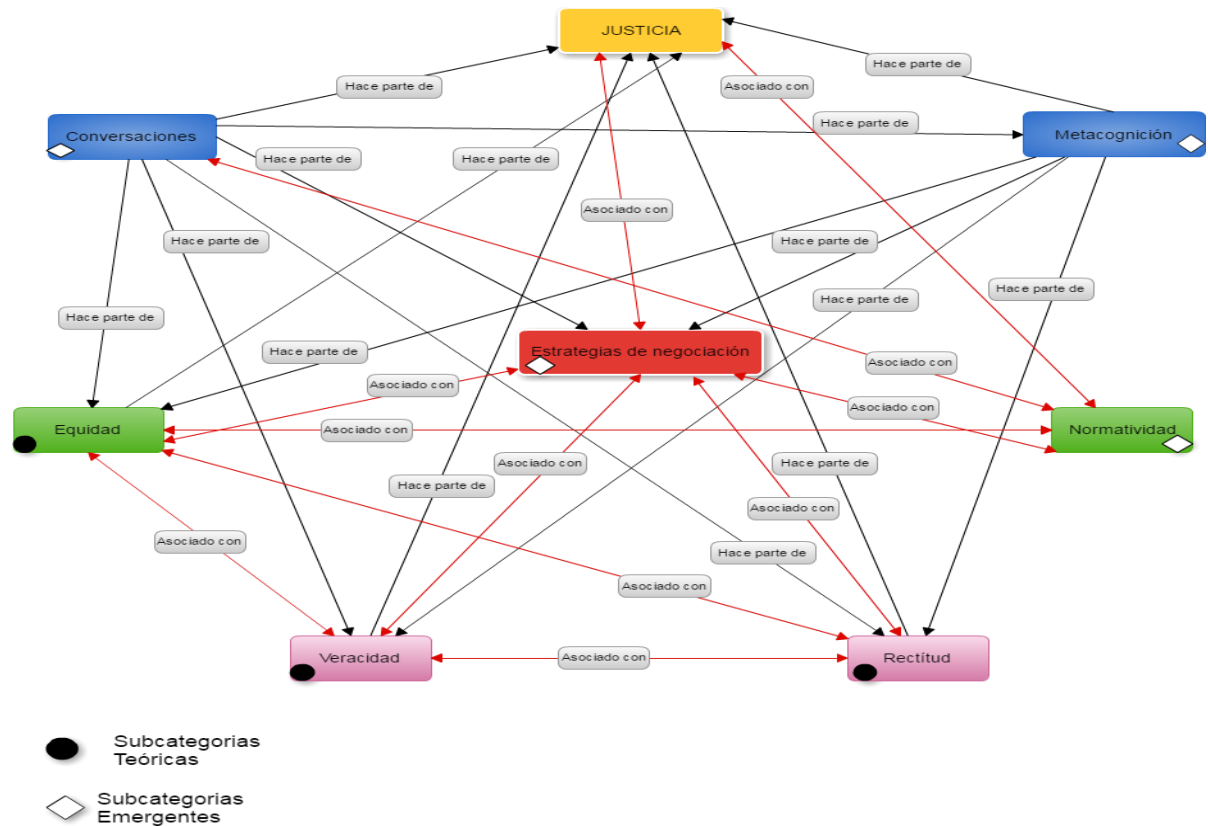 JUSTICIA
Hace parte de
Hace parte de
Asociado con
Hace parte de
Conversaciones
Metacognición
Hace parte de
Hace parte de
Hace parte de
Asociado con
Hace parte de
Hace parte de
Hace parte de
Hace parte de
Hace parte de
Estrategias de negociación
Hace parte de
Asociado con
Asociado con
Asociado con
Equidad
Asociado con
Normatividad
Asociado con
Hace parte de
Hace parte de
Asociado con
Asociado con
Hace parte de
Asociado con
Veracidad
Asociado con
Rectítud
Subcategorias
Teóricas
Subcategorias
Emergentes